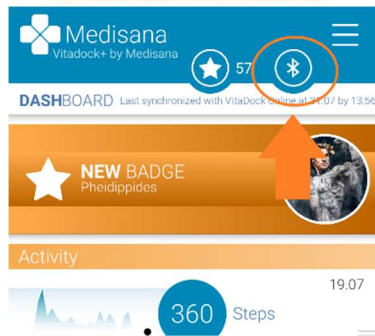 Medisana
Vitadock+ by Medisana
57
DASHBOARD Last synchronized with VitaDock Online at 31.07 by 13.56
NEW BADGE
Pheidippides
Activity
19.07
360 Steps